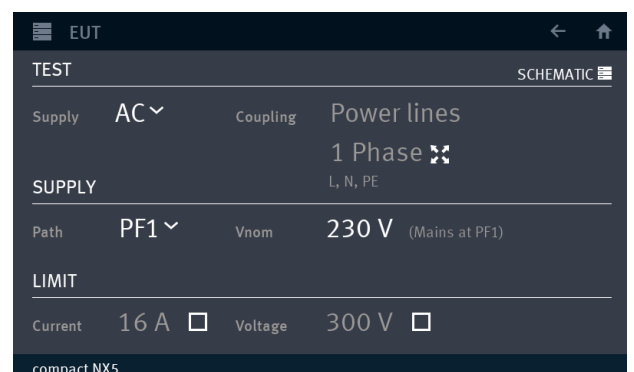 EUT
TEST
SCHEMATIC
Supply AC Coupling Power lines
1 Phase
L, N, PE
SUPPLY
Path PF1 Vnom 230 V (Mains at PF1)
LIMIT
Current 16 A Voltage 300 V
compact NX5